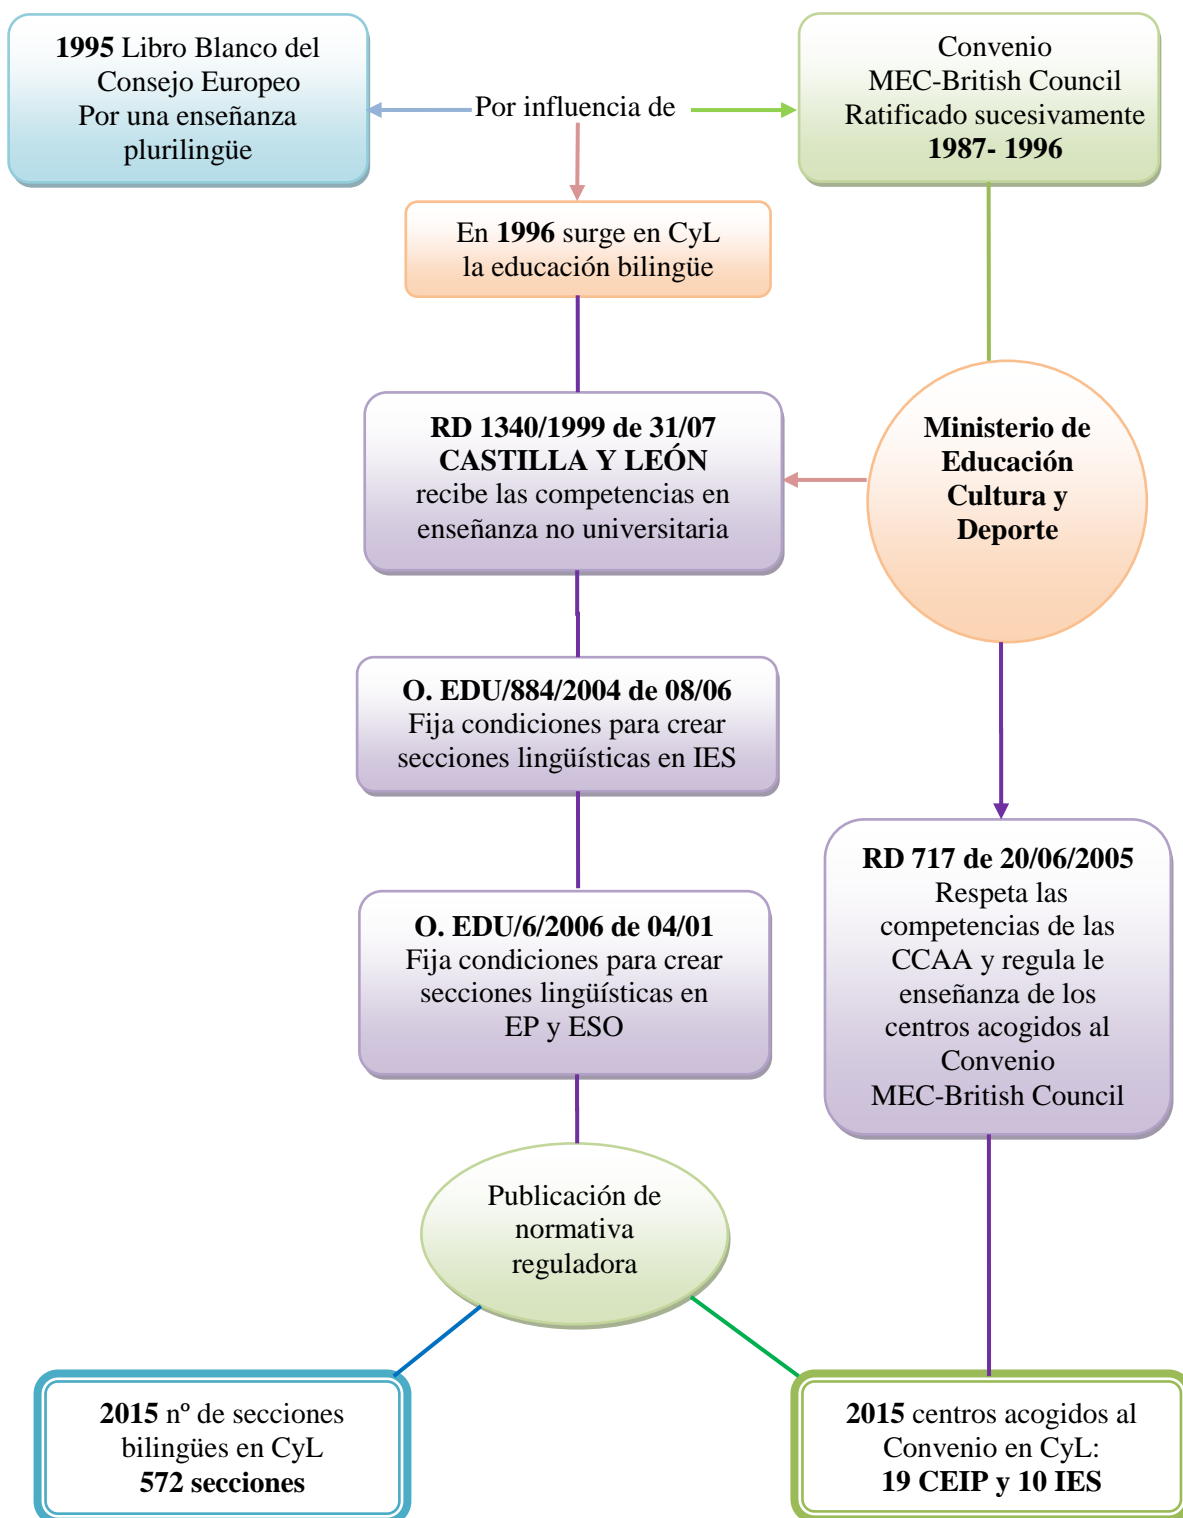 1995 Libro Blanco del
Consejo Europeo
Por una enseñanza
plurilingüe
Por influencia de
Convenio
MEC-British Council
Ratificado sucesivamente
1987- 1996
En 1996 surge en CyL
la educación bilingüe
RD 1340/1999 de 31/07
CASTILLA Y LEÓN
recibe las competencias en
enseñanza no universitaria
Ministerio de
Educación
Cultura y
Deporte
O. EDU/884/2004 de 08/06
Fija condiciones para crear
secciones lingüísticas en IES
RD 717 de 20/06/2005
Respeta las
competencias de las
CCAA y regula le
enseñanza de los
centros acogidos al
Convenio
MEC-British Council
O. EDU/6/2006 de 04/01
Fija condiciones para crear
secciones lingüísticas en
EP y ESO
Publicación de
normativa
reguladora
2015 nº de secciones
bilingües en CyL
572 secciones
2015 centros acogidos al
Convenio en CyL:
19 CEIP y 10 IES